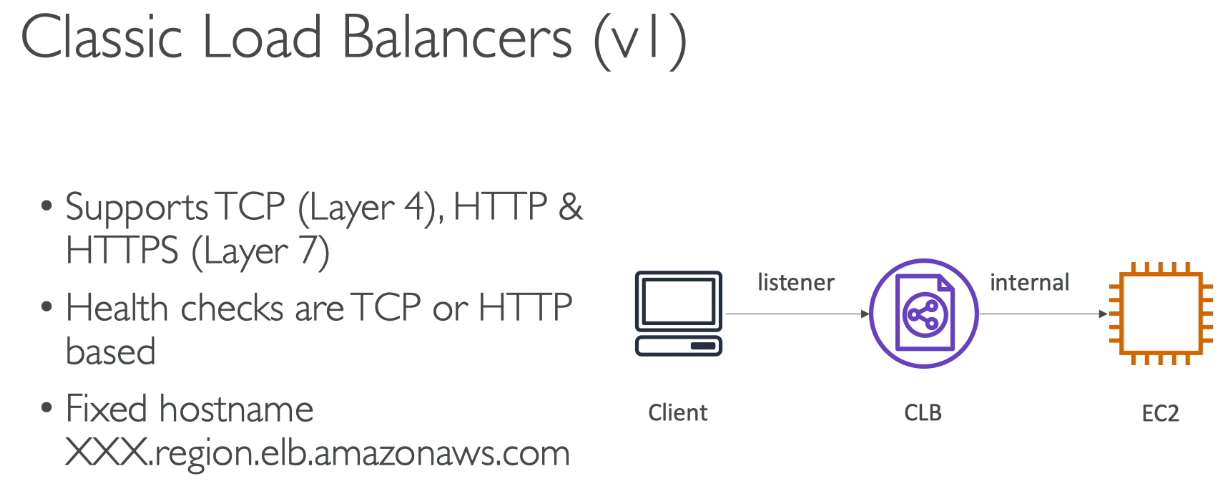 Classic Load Balancers (v1)
• Supports TCP (Layer 4), HTTP &
HTTPS (Layer 7)
• Health checks are TCP or HTTP
based
• Fixed hostname
XXX.region.elb.amazonaws.com
listener
internal
Client
CLB
EC2